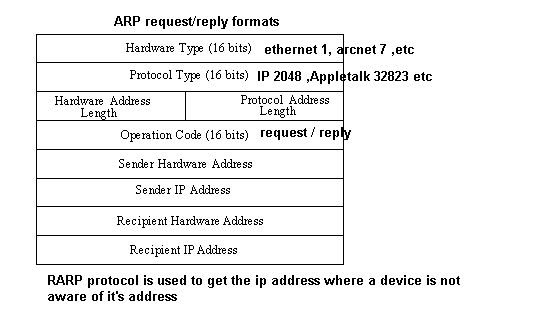 ARP request/reply formats
Hardware Type (16 bits) ethernet 1, arcnet 7 ,etc
Protocol Type (16 bits) IP 2048 ,Appletalk 32823 etc
Hardware Address Length
Protocol Address Length
Operation Code (16 bits) request / reply
Sender Hardware Address
Sender IP Address
Recipient Hardware Address
Recipient IP Address
RARP protocol is used to get the ip address where a device is not
aware of it's address